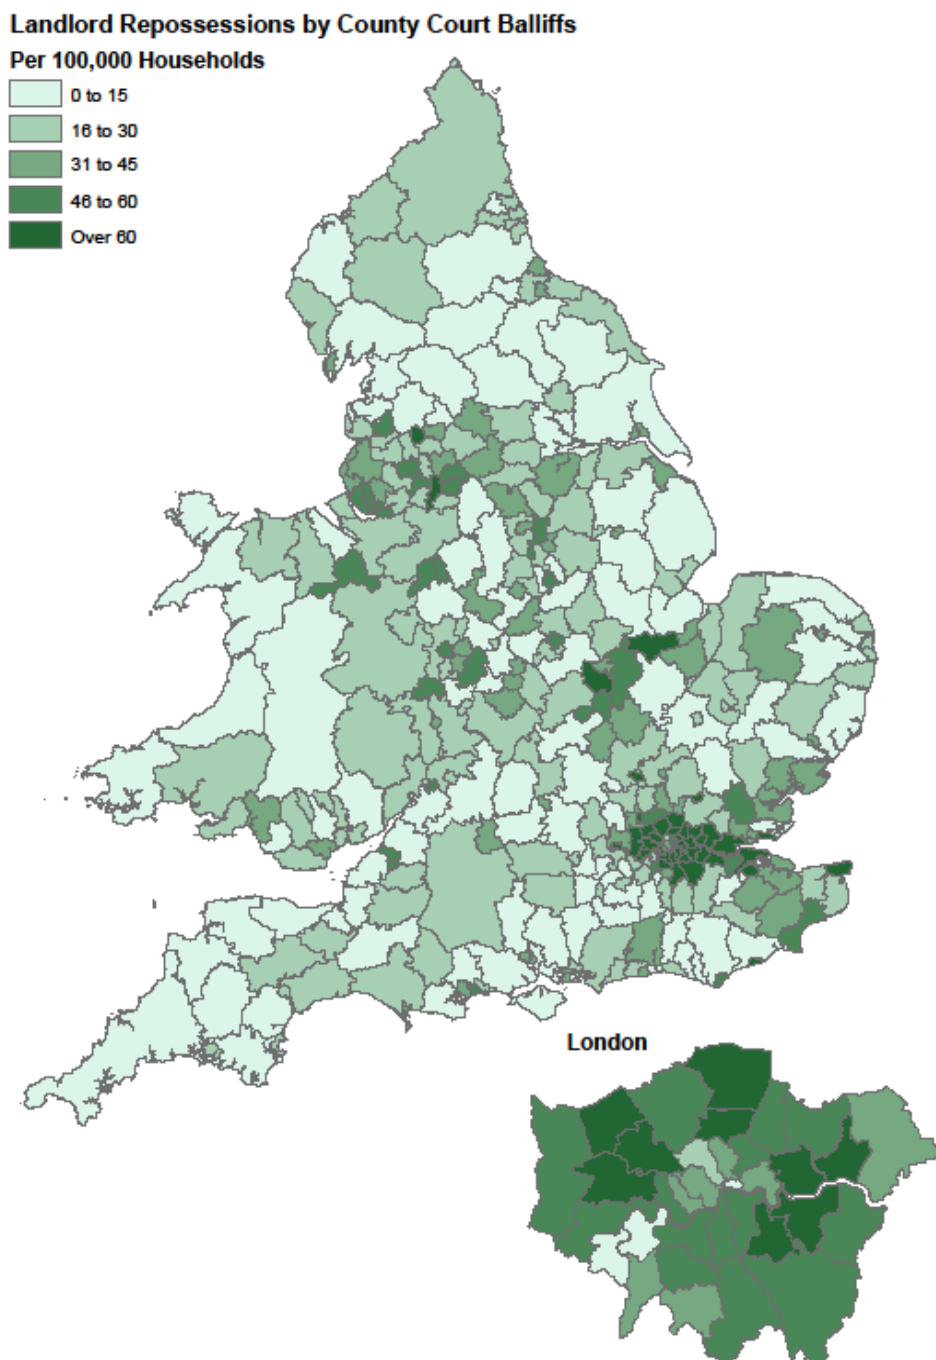 Landlord Repossessions by County Court Balliffs
Per 100,000 Households
0 to 15
16 to 30
31 to 45
46 to 60
Over 60
London